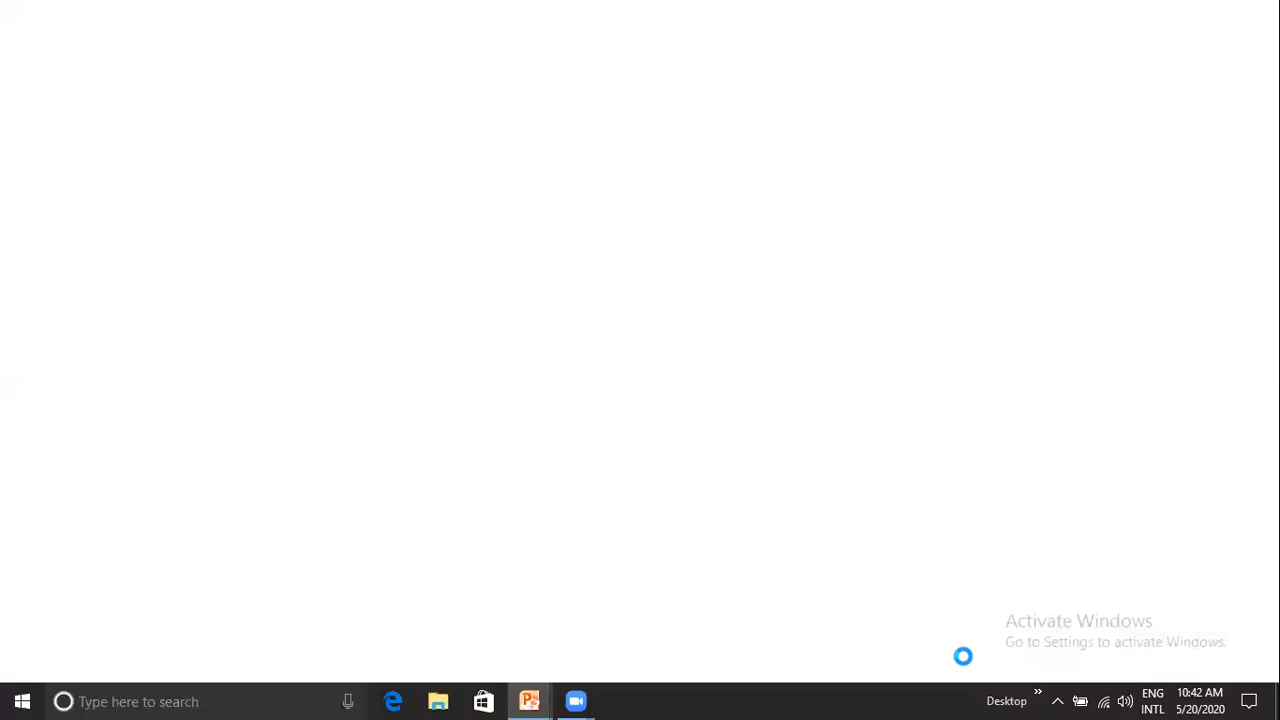 Activate Windows
Go to Settings to activate Windows.
Type here to search
Desktop
ENG
INTL
10:42 AM
5/20/2020